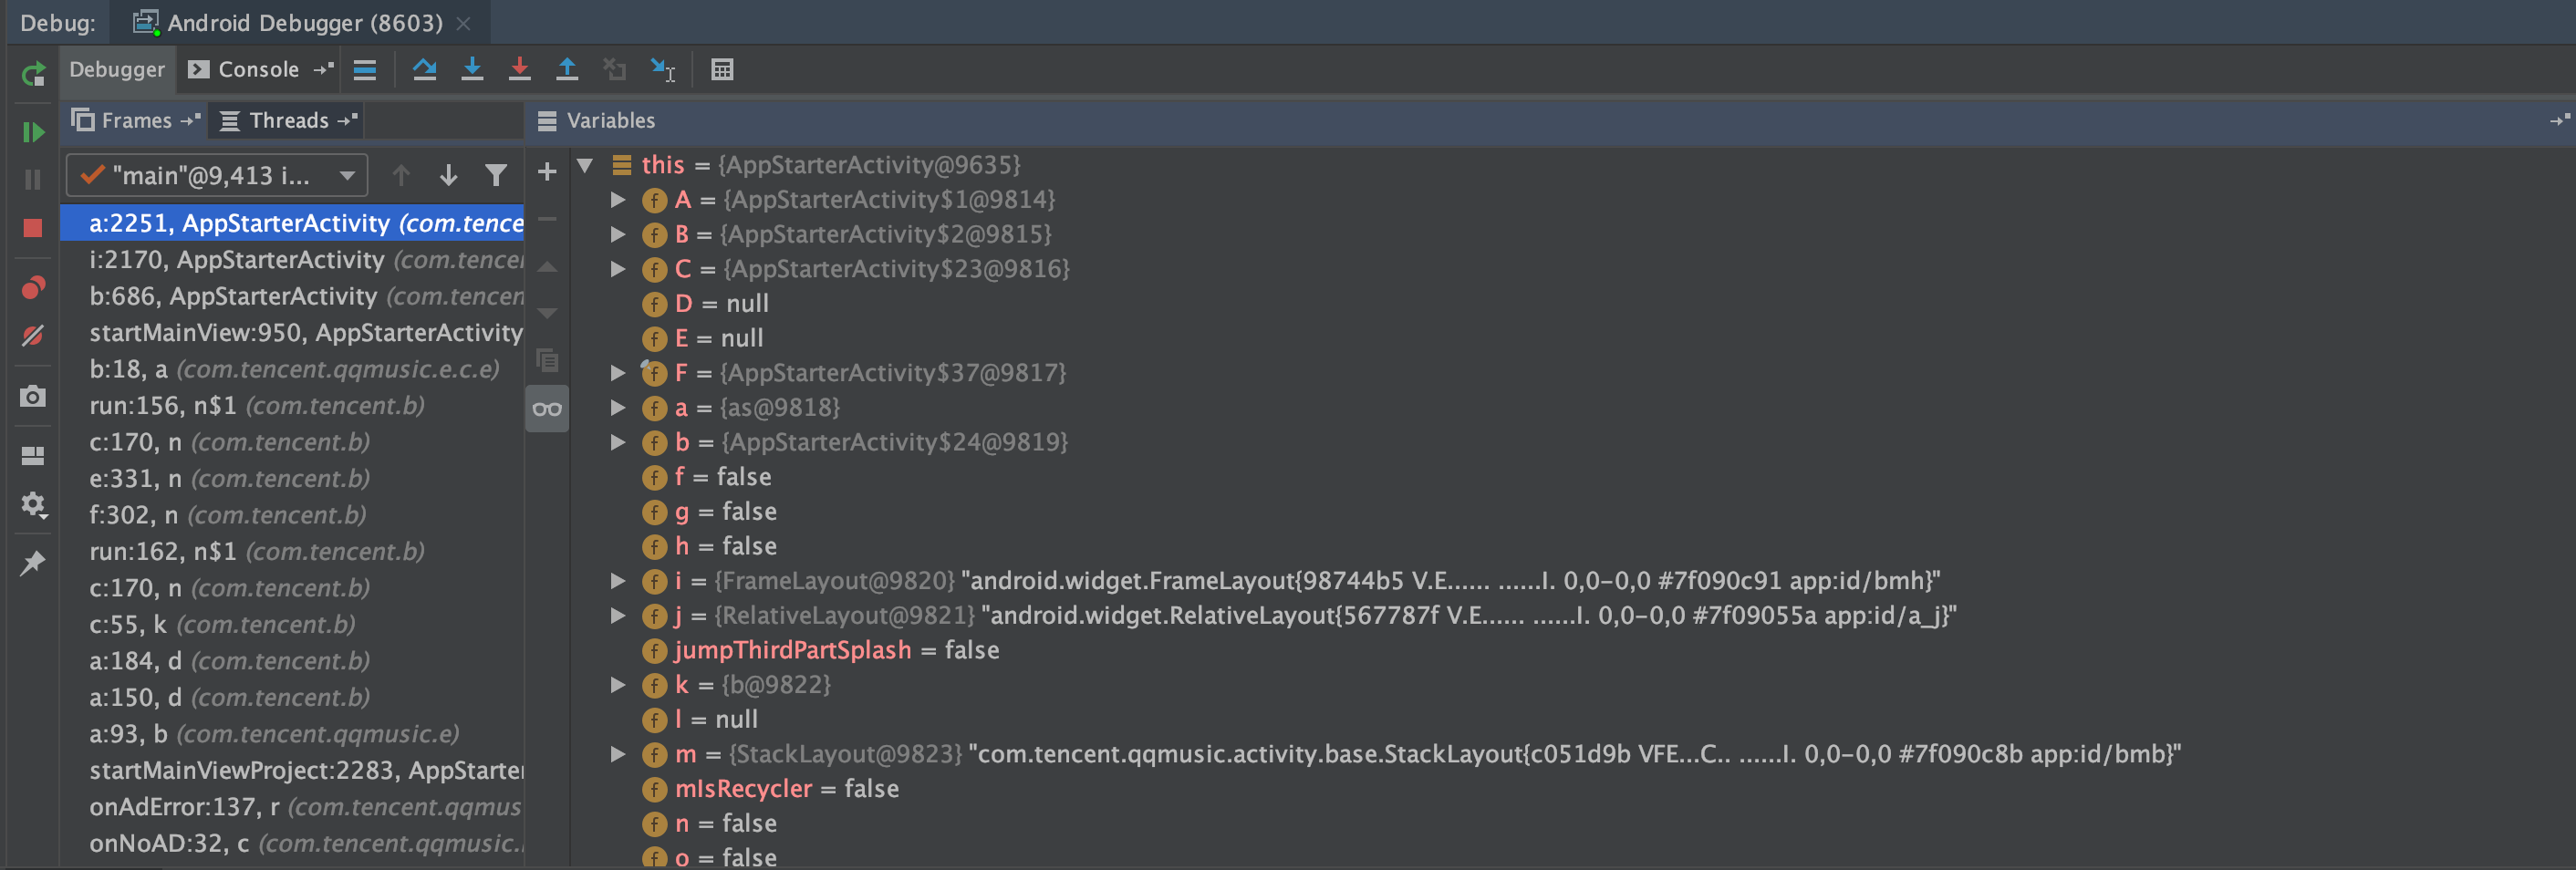 Debug: Android Debugger (8603)
Debugger Console
Frames Threads Variables
"main"@9,413 i...
a:2251, AppStarterActivity (com.tence
i:2170, AppStarterActivity (com.tencen
b:686, AppStarterActivity (com.tencen
startMainView:950, AppStarterActivity
b:18, a (com.tencent.qqmusic.e.c.e)
run:156, n$1 (com.tencent.b)
c:170, n (com.tencent.b)
e:331, n (com.tencent.b)
f:302, n (com.tencent.b)
run:162, n$1 (com.tencent.b)
c:170, n (com.tencent.b)
c:55, k (com.tencent.b)
a:184, d (com.tencent.b)
a:150, d (com.tencent.b)
a:93, b (com.tencent.qqmusic.e)
startMainViewProject:2283, AppStarter
onAdError:137, r (com.tencent.qqmus
onNoAD:32, c (com.tencent.qqmusic.
this = {AppStarterActivity@9635}
A = {AppStarterActivity$1@9814}
B = {AppStarterActivity$2@9815}
C = {AppStarterActivity$23@9816}
D = null
E = null
F = {AppStarterActivity$37@9817}
a = {as@9818}
b = {AppStarterActivity$24@9819}
f = false
g = false
h = false
i = {FrameLayout@9820} "android.widget.FrameLayout{98744b5 V.E...... ......I. 0,0-0,0 #7f090c91 app:id/bmh}"
j = {RelativeLayout@9821} "android.widget.RelativeLayout{567787f V.E...... ......I. 0,0-0,0 #7f09055a app:id/a_j}"
jumpThirdPartSplash = false
k = {b@9822}
l = null
m = {StackLayout@9823} "com.tencent.qqmusic.activity.base.StackLayout{c051d9b VFE...C.. ......I. 0,0-0,0 #7f090c8b app:id/bmb}"
mIsRecycler = false
n = false
o = false